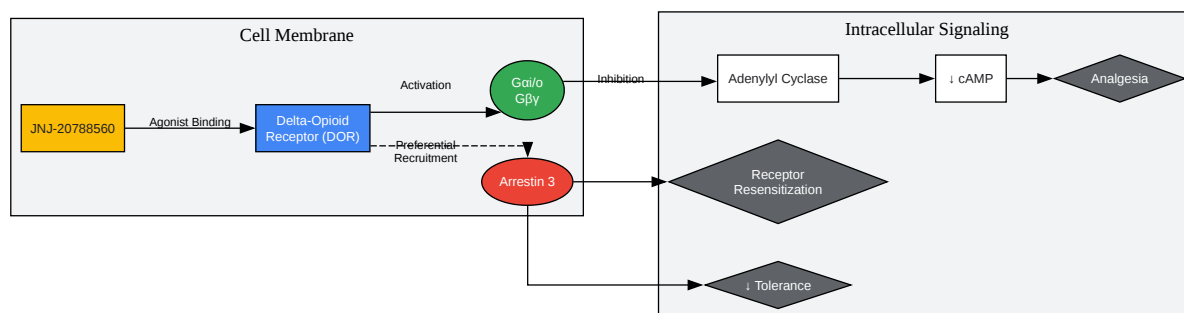 Cell Membrane
Intracellular Signaling
JNJ-20788560
Agonist Binding
Delta-Opioid
Receptor (DOR)
Activation
Gαi/o
Gβγ
Inhibition
Adenylyl Cyclase
↓ cAMP
Analgesia
Preferential
Recruitment
Arrestin 3
Receptor
Resensitization
↓ Tolerance